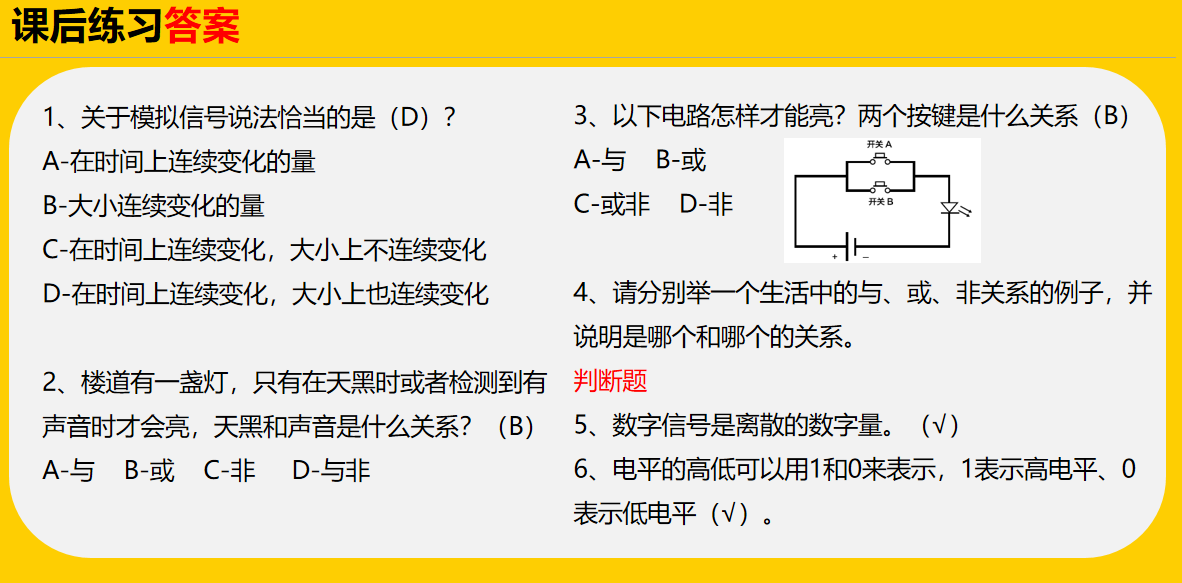 课后练习答案
1、关于模拟信号说法恰当的是（D）？
A-在时间上连续变化的量
B-大小连续变化的量
C-在时间上连续变化，大小上不连续变化
D-在时间上连续变化，大小上也连续变化
2、楼道有一盏灯，只有在天黑时或者检测到有
声音时才会亮，天黑和声音是什么关系？（B）
A-与 B-或 C-非 D-与非
3、以下电路怎样才能亮？两个按键是什么关系（B）
A-与 B-或
C-或非 D-非
开关 A
开关 B
+ −
4、请分别举一个生活中的与、或、非关系的例子，并
说明是哪个和哪个的关系。
判断题
5、数字信号是离散的数字量。（√）
6、电平的高低可以用1和0来表示，1表示高电平、0
表示低电平（√）。